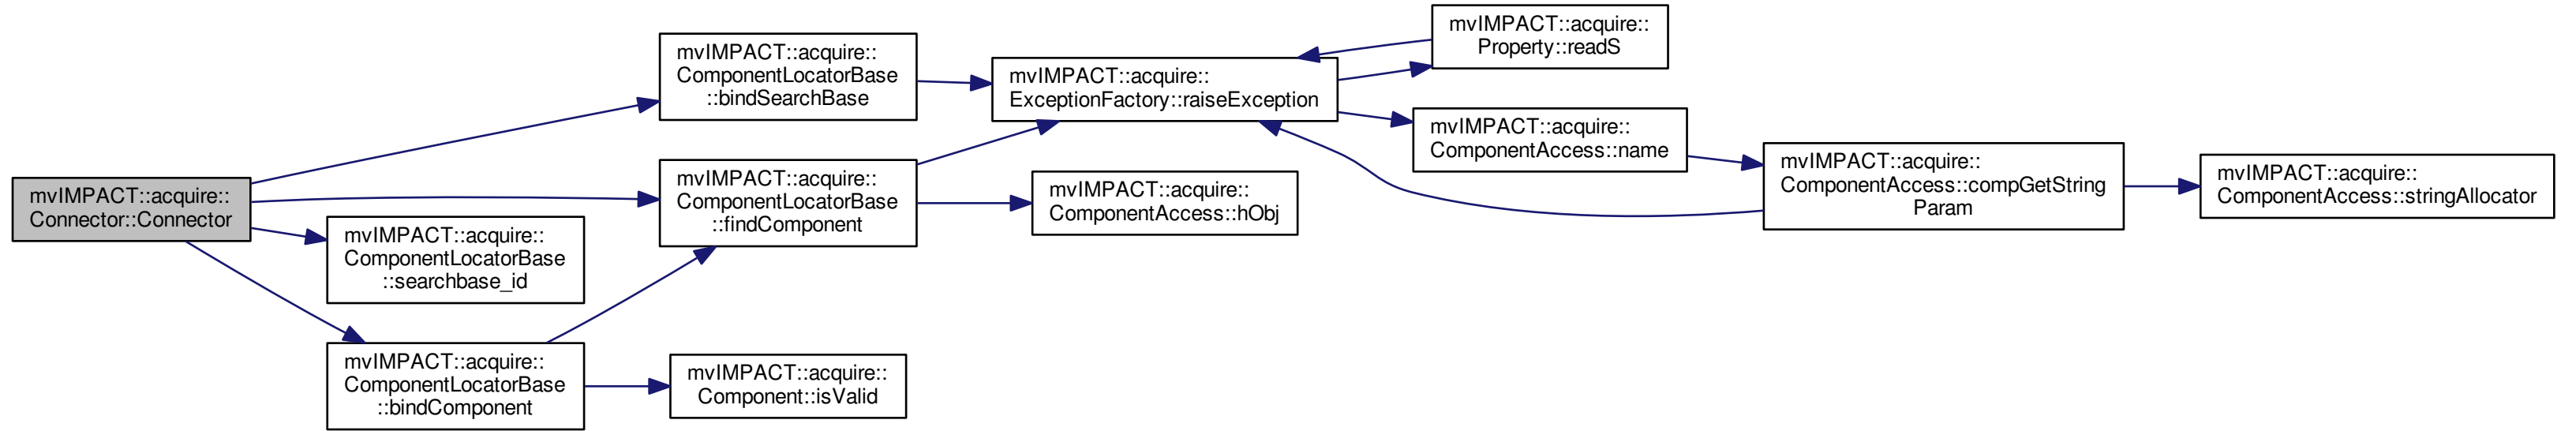 mvIMPACT::acquire::
Connector::Connector
mvIMPACT::acquire::
ComponentLocatorBase
::bindSearchBase
mvIMPACT::acquire::
ComponentLocatorBase
::findComponent
mvIMPACT::acquire::
ComponentLocatorBase
::searchbase_id
mvIMPACT::acquire::
ComponentLocatorBase
::bindComponent
mvIMPACT::acquire::
Component::isValid
mvIMPACT::acquire::
ExceptionFactory::raiseException
mvIMPACT::acquire::
ComponentAccess::hObj
mvIMPACT::acquire::
Property::readS
mvIMPACT::acquire::
ComponentAccess::name
mvIMPACT::acquire::
ComponentAccess::compGetString
Param
mvIMPACT::acquire::
ComponentAccess::stringAllocator